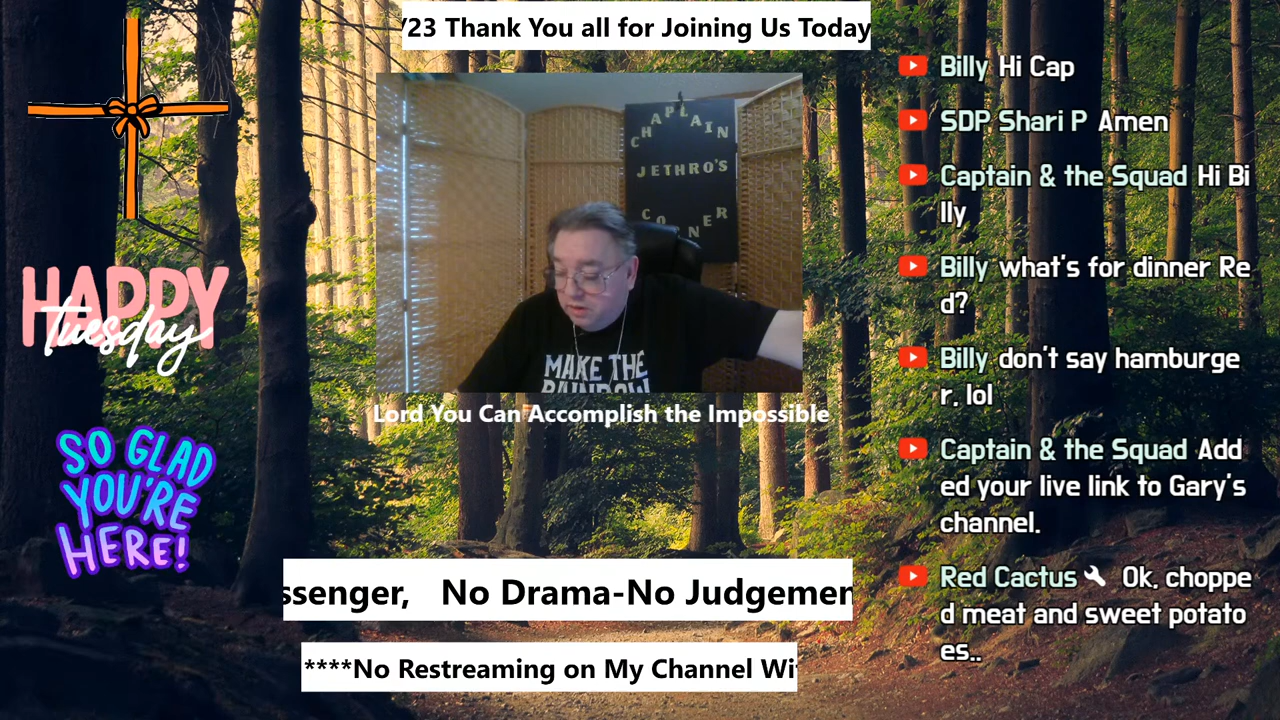 /23 Thank You all for Joining Us Today
CHAPLAIN
JETHRO'S
CORNER
MAKE THE
RAINBOW
Lord You Can Accomplish the Impossible
HAPPY
Tuesday
SO GLAD
YOU'RE
HERE!
ssenger, No Drama-No Judgemen
****No Restreaming on My Channel Wi
Billy Hi Cap
SDP Shari P Amen
Captain & the Squad Hi Bi
lly
Billy what's for dinner Re
d?
Billy don't say hamburge
r. lol
Captain & the Squad Add
ed your live link to Gary's
channel.
Red Cactus Ok, choppe
d meat and sweet potato
es..